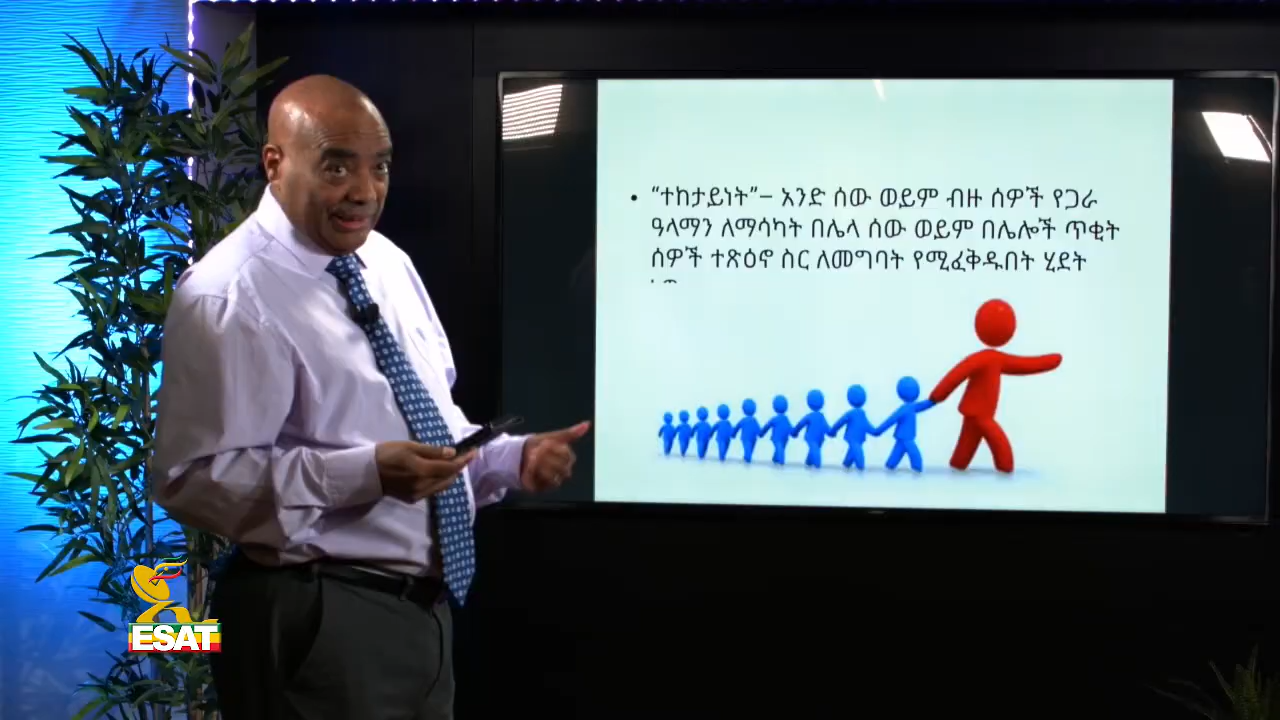 • “ተከታይነት”– አንድ ሰው ወይም ብዙ ሰዎች የጋራ
ዓላማን ለማሳካት በሌላ ሰው ወይም በሌሎች ጥቂት
ሰዎች ተጽዕኖ ስር ለመግባት የሚፈቅዱበት ሂደት
ESAT